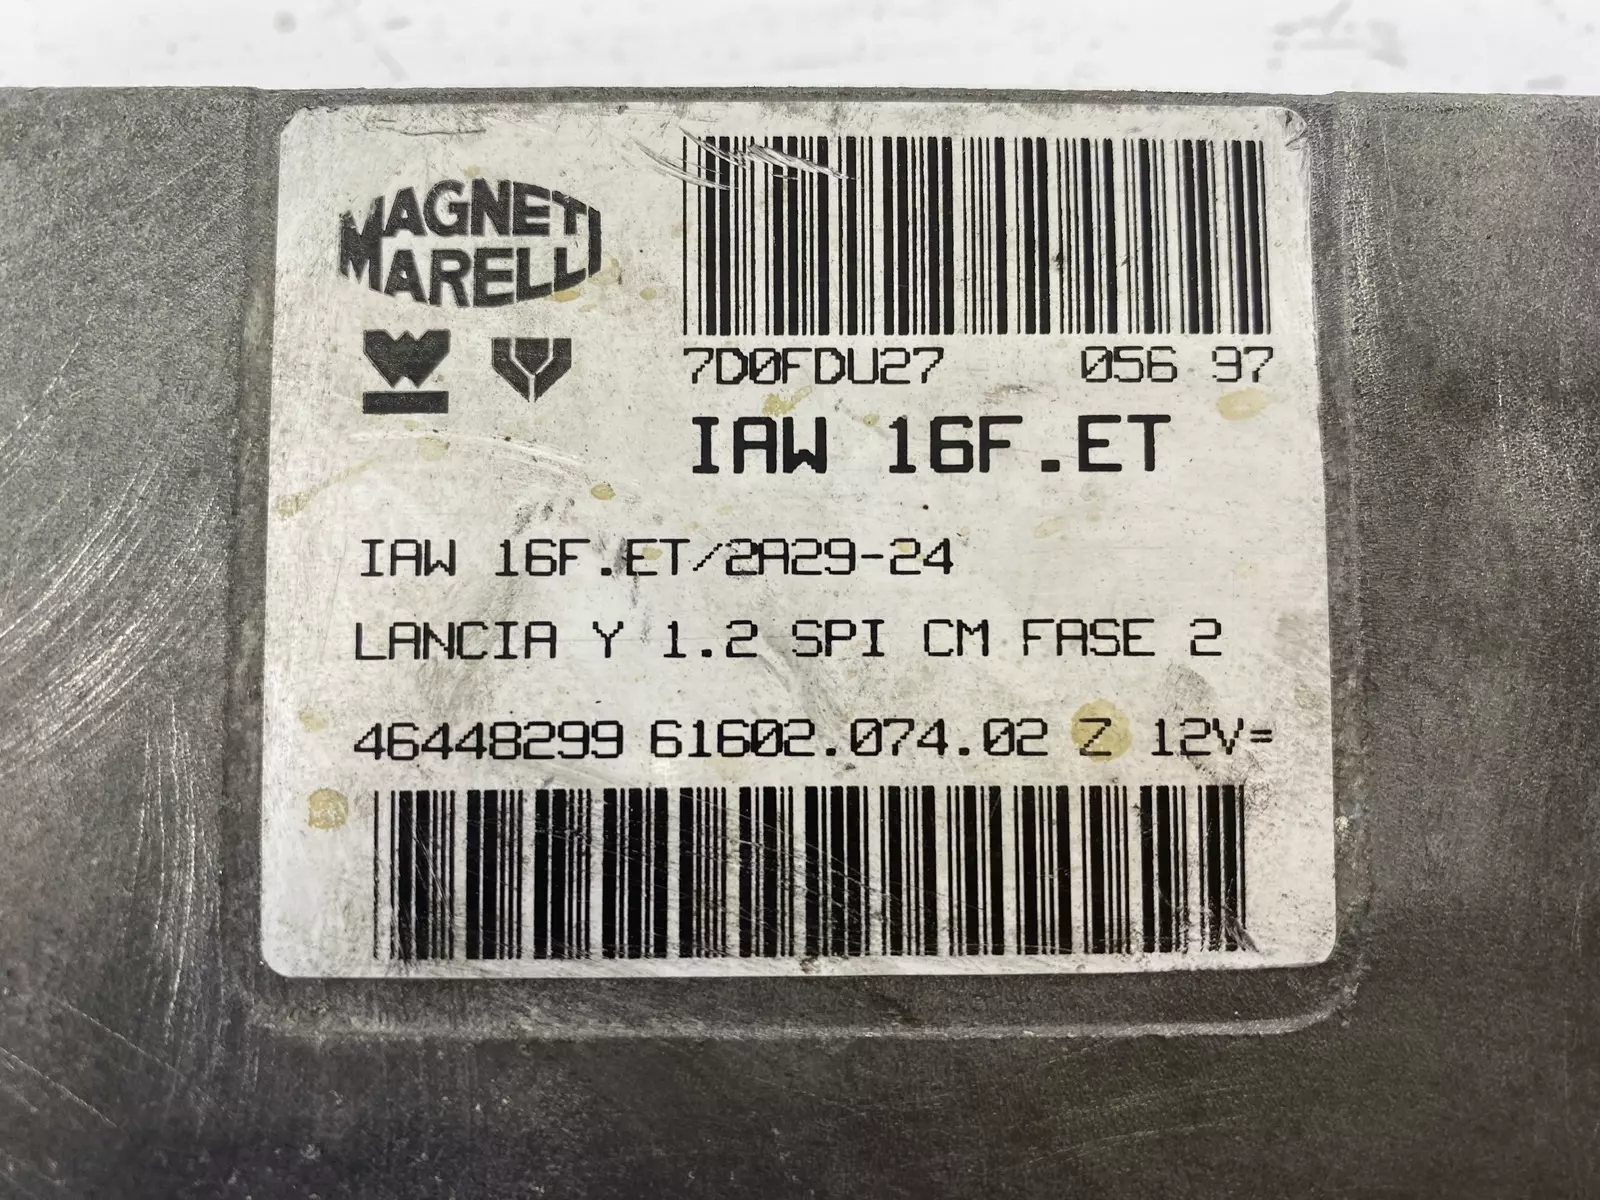 MAGNETI
MARELLI
7D0FDU27 056 97
IAW 16F.ET
IAW 16F.ET/2A29-24
LANCIA Y 1.2 SPI CM FASE 2
46448299 61602.074.02 Z 12V=